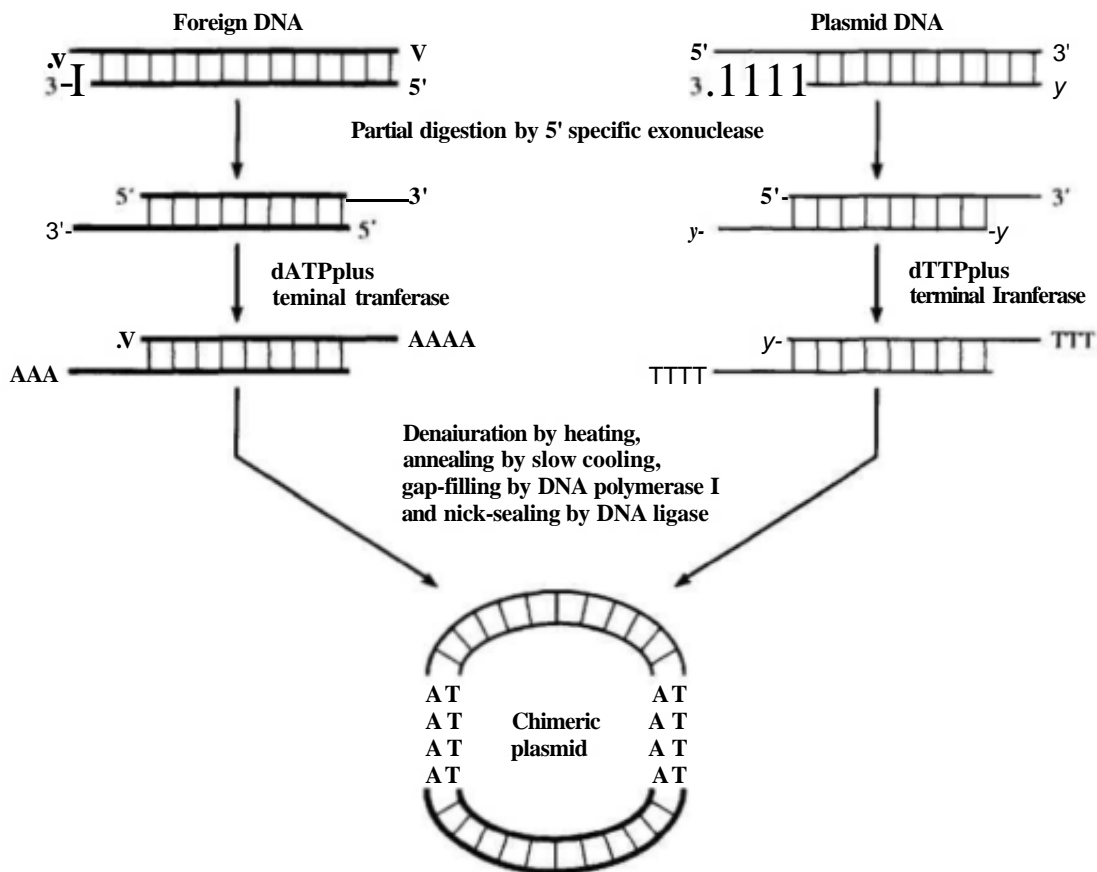 Foreign DNA
Plasmid DNA
.v
V
3-I
5'
5'
3'
3.1111
y
Partial digestion by 5' specific exonuclease
5'
3'
3'-
5'
5'-
3'
y-
-y
dATPplus
teminal tranferase
dTTPplus
terminal Iranferase
.V
AAAA
AAA
y-
TTT
TTTT
Denaiuration by heating,
annealing by slow cooling,
gap-filling by DNA polymerase I
and nick-sealing by DNA ligase
A T
A T
A T
A T
Chimeric
plasmid
A T
A T
A T
A T